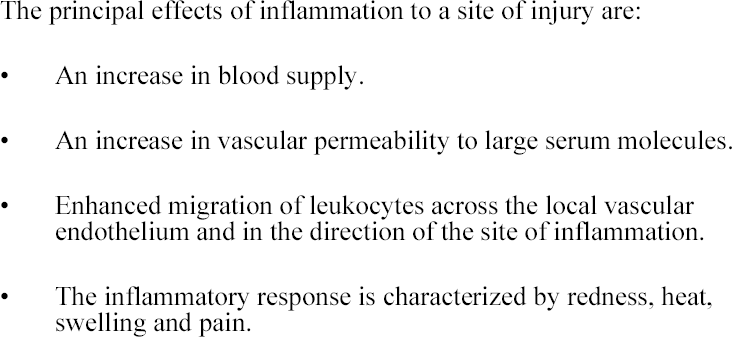 The principal effects of inflammation to a site of injury are:
• An increase in blood supply.
• An increase in vascular permeability to large serum molecules.
• Enhanced migration of leukocytes across the local vascular
endothelium and in the direction of the site of inflammation.
• The inflammatory response is characterized by redness, heat,
swelling and pain.